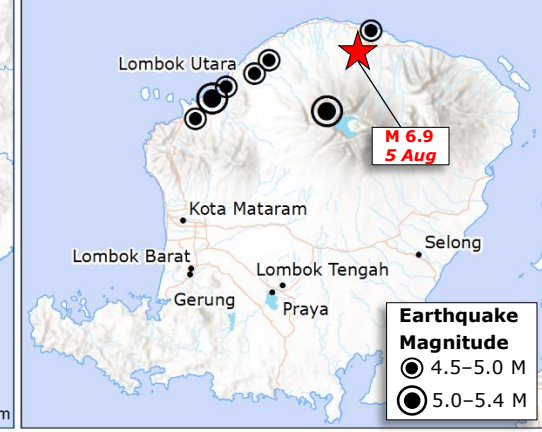 Lombok Utara
M 6.9
5 Aug
Kota Mataram
Selong
Lombok Barat
Lombok Tengah
Gerung
Praya
Earthquake
Magnitude
4.5–5.0 M
5.0–5.4 M
m